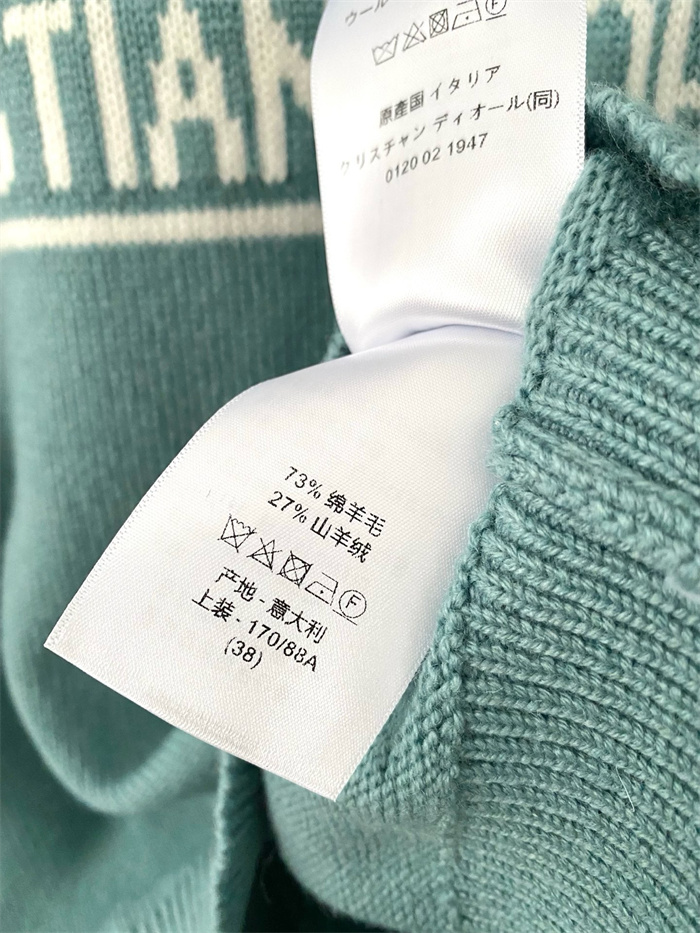 STIAN
ウール
原産国 イタリア
クリスチャン ディオール(同)
0120 02 1947
73% 绵羊毛
27% 山羊绒
F
产地 - 意大利
上装 - 170/88A
(38)